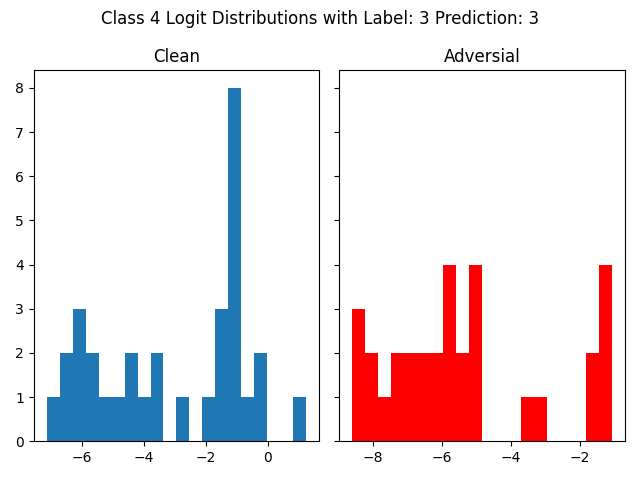 Class 4 Logit Distributions with Label: 3 Prediction: 3
Clean
Adversial
8
7
6
5
4
3
2
1
0
−6 −4 −2 0
−8 −6 −4 −2